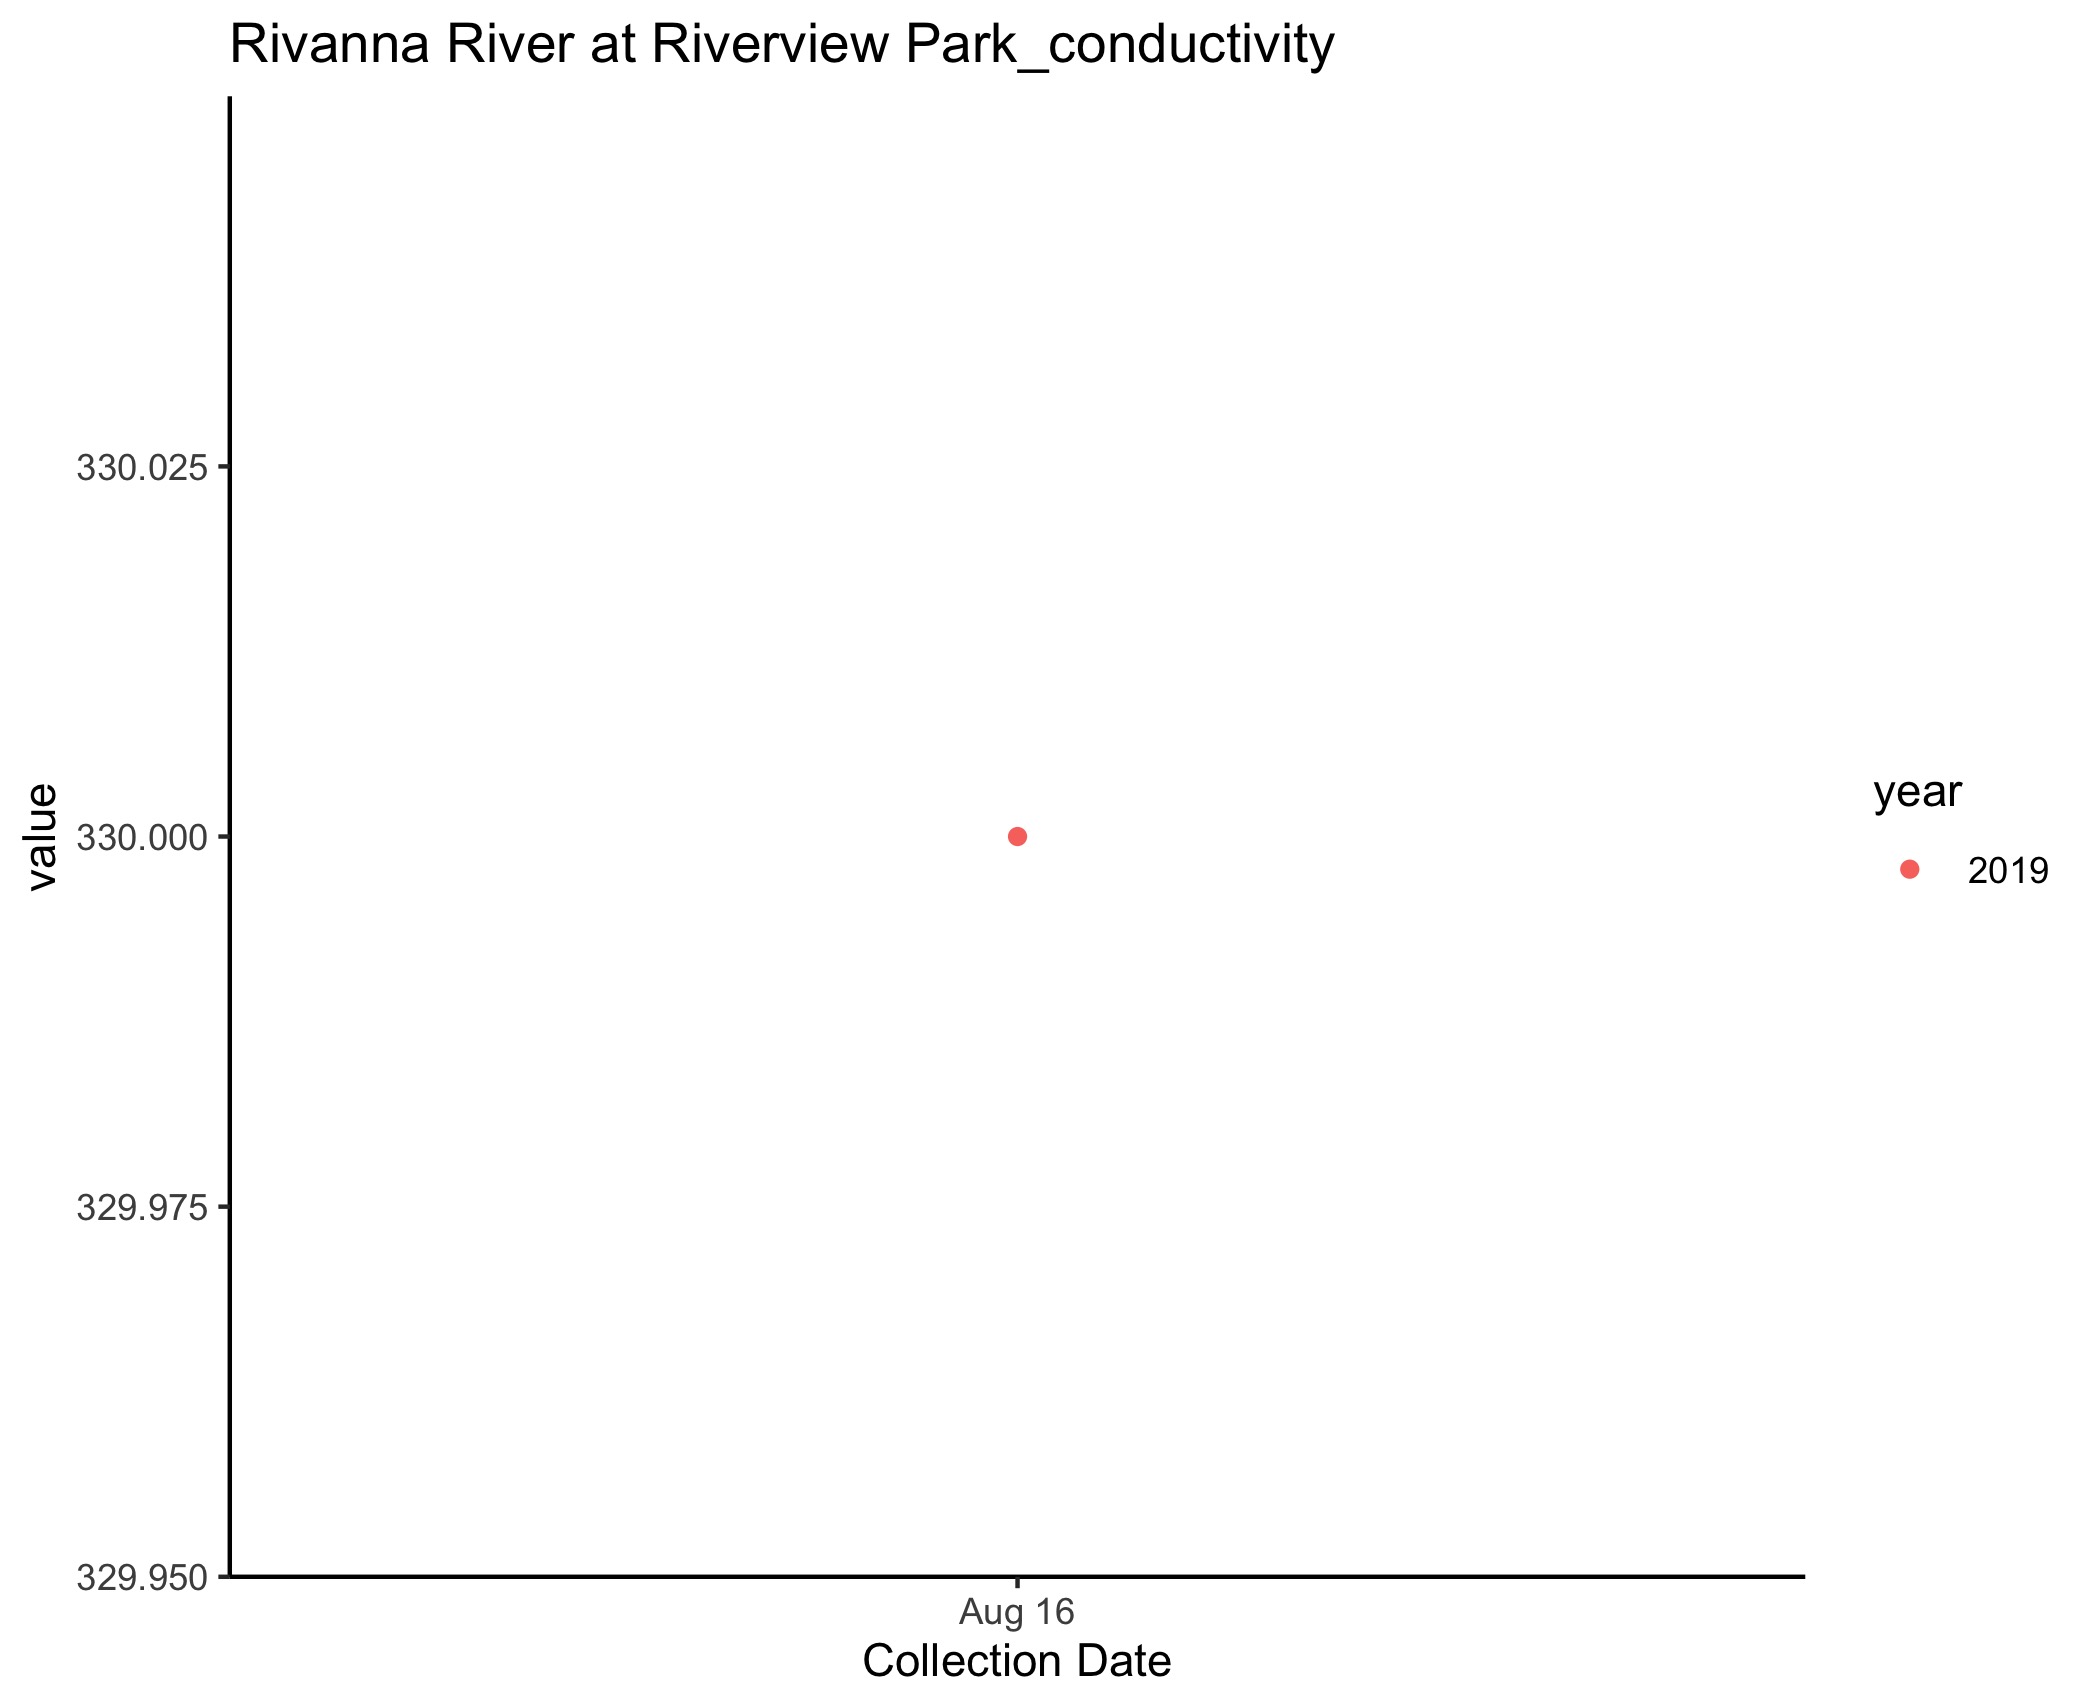 Rivanna River at Riverview Park_conductivity
value
330.025
330.000
329.975
329.950
Aug 16
Collection Date
year
2019